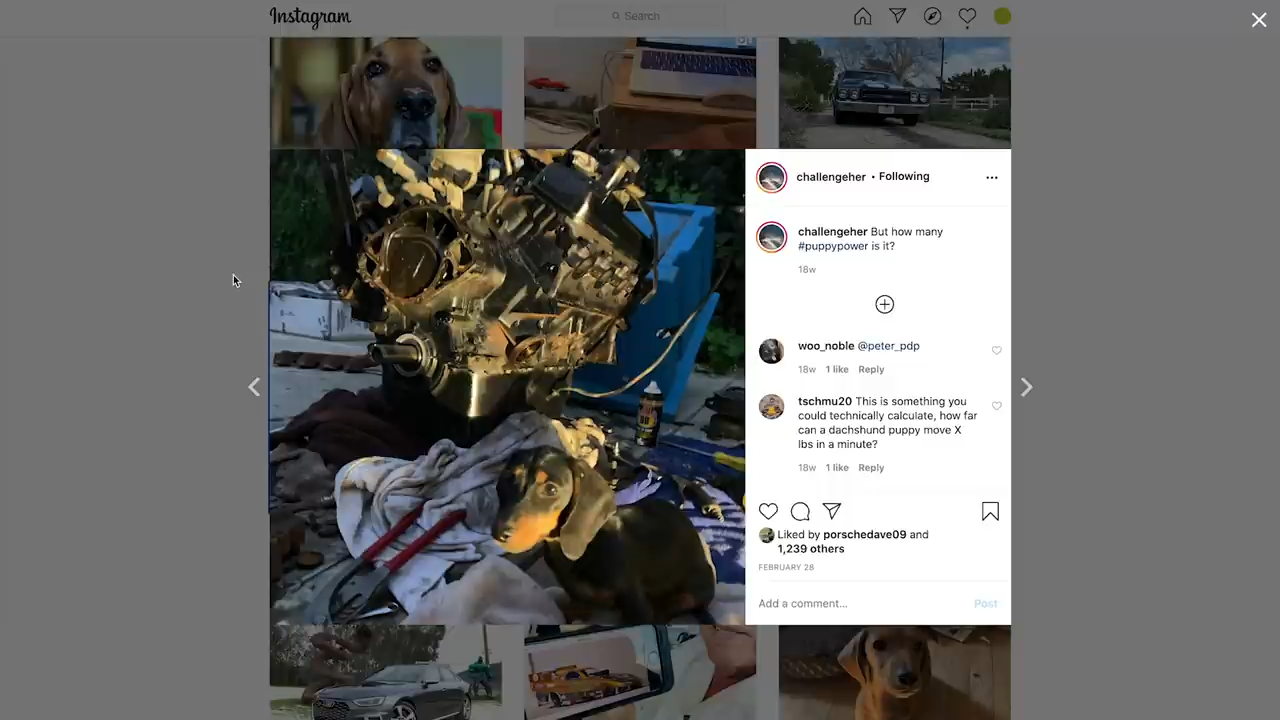 Instagram
Search
challengeher • Following
challengeher But how many
#puppypower is it?
18w
woo_noble @peter_pdp
18w 1 like Reply
tschmu20 This is something you
could technically calculate, how far
can a dachshund puppy move X
lbs in a minute?
18w 1 like Reply
Liked by porschedave09 and
1,239 others
FEBRUARY 28
Add a comment... Post